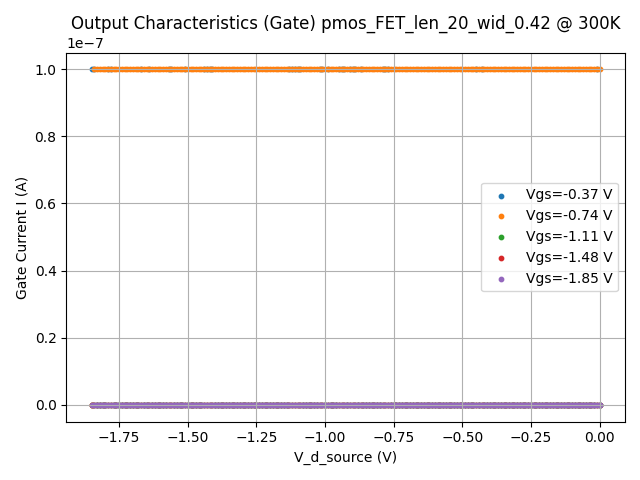 Output Characteristics (Gate) pmos_FET_len_20_wid_0.42 @ 300K
1e−7
1.0
0.8
0.6
0.4
0.2
0.0
Gate Current I (A)
Vgs=-0.37 V
Vgs=-0.74 V
Vgs=-1.11 V
Vgs=-1.48 V
Vgs=-1.85 V
−1.75 −1.50 −1.25 −1.00 −0.75 −0.50 −0.25 0.00
V_d_source (V)